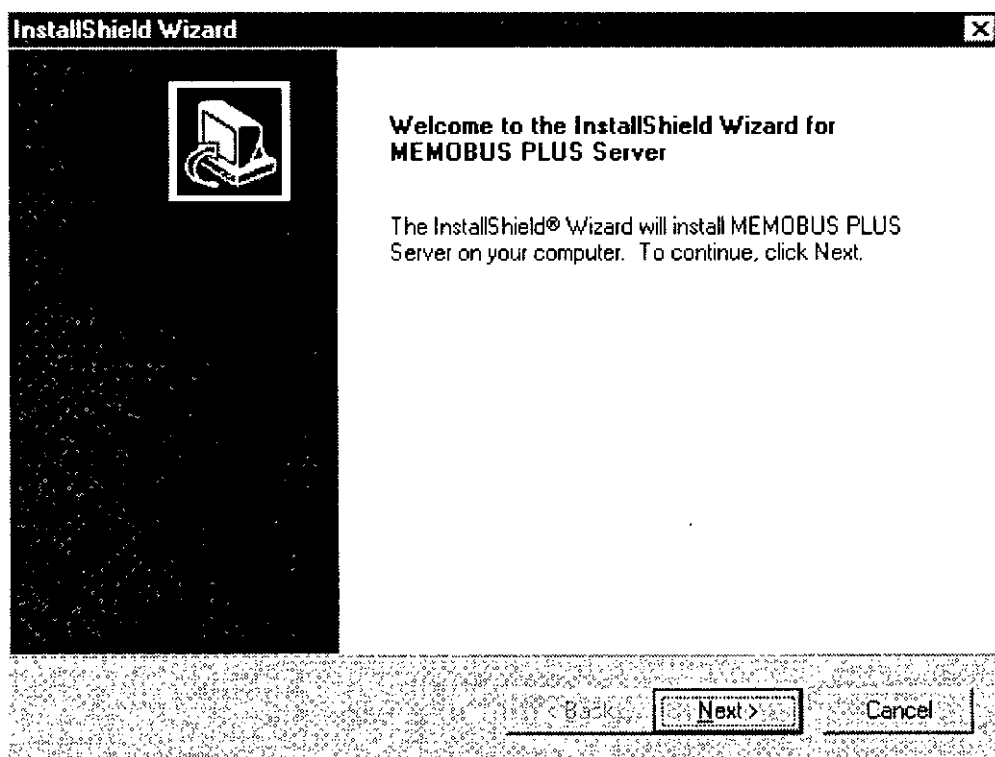 InstallShield Wizard
Welcome to the InstallShield Wizard for
MEMOBUS PLUS Server
The InstallShield® Wizard will install MEMOBUS PLUS
Server on your computer. To continue, click Next.
< Back
Next >
Cancel